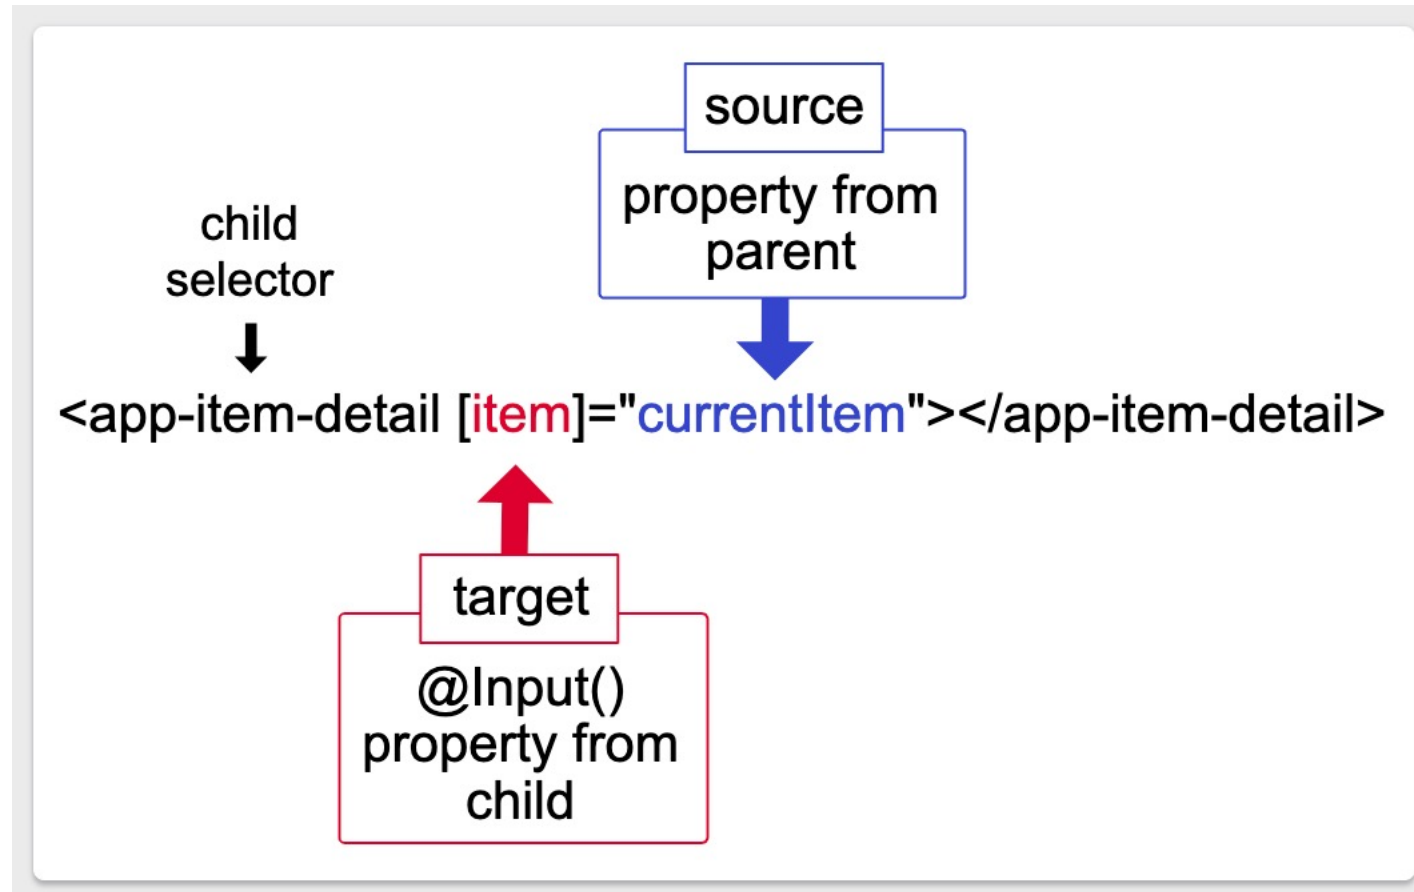 source
property from
parent
child
selector
<app-item-detail [item]="currentItem"></app-item-detail>
target
@Input()
property from
child